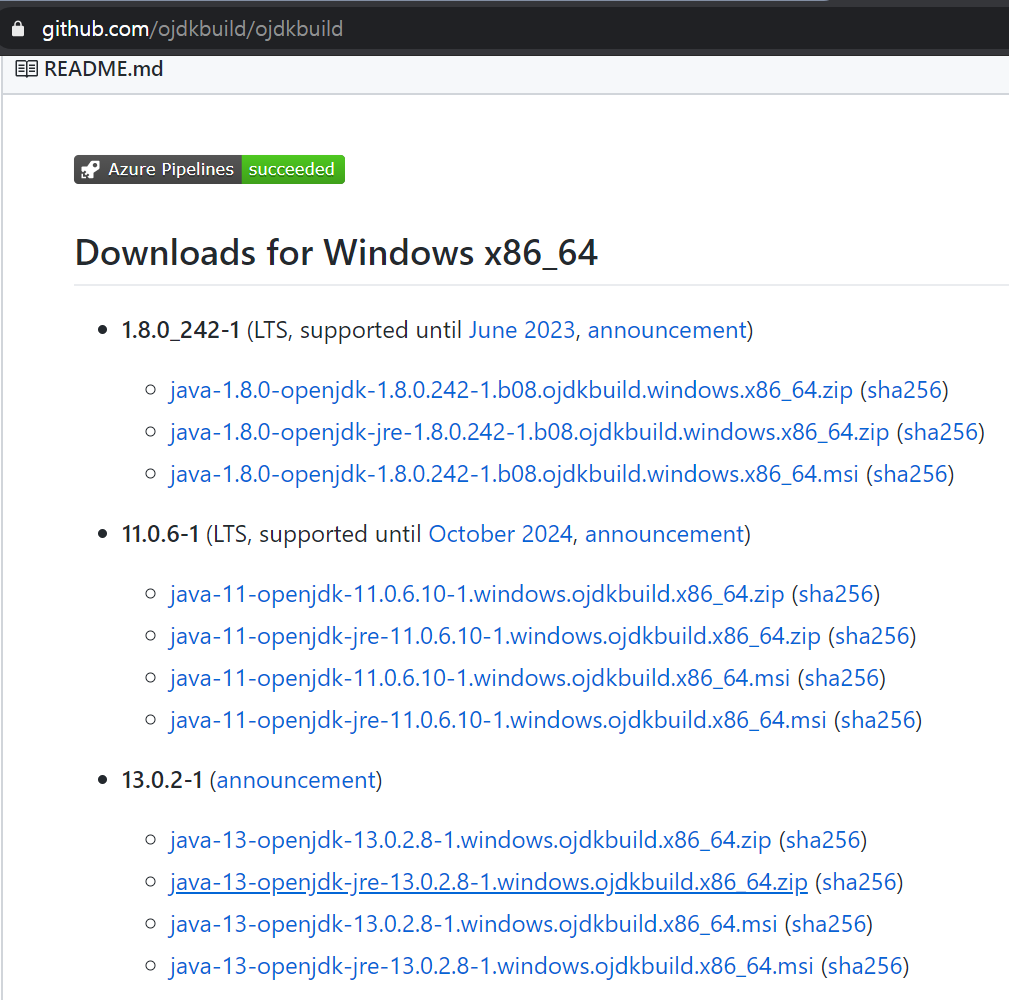 github.com/ojdkbuild/ojdkbuild
README.md
Azure Pipelines succeeded
Downloads for Windows x86_64
1.8.0_242-1 (LTS, supported until June 2023, announcement)
java-1.8.0-openjdk-1.8.0.242-1.b08.ojdkbuild.windows.x86_64.zip (sha256)
java-1.8.0-openjdk-jre-1.8.0.242-1.b08.ojdkbuild.windows.x86_64.zip (sha256)
java-1.8.0-openjdk-1.8.0.242-1.b08.ojdkbuild.windows.x86_64.msi (sha256)
11.0.6-1 (LTS, supported until October 2024, announcement)
java-11-openjdk-11.0.6.10-1.windows.ojdkbuild.x86_64.zip (sha256)
java-11-openjdk-jre-11.0.6.10-1.windows.ojdkbuild.x86_64.zip (sha256)
java-11-openjdk-11.0.6.10-1.windows.ojdkbuild.x86_64.msi (sha256)
java-11-openjdk-jre-11.0.6.10-1.windows.ojdkbuild.x86_64.msi (sha256)
13.0.2-1 (announcement)
java-13-openjdk-13.0.2.8-1.windows.ojdkbuild.x86_64.zip (sha256)
java-13-openjdk-jre-13.0.2.8-1.windows.ojdkbuild.x86_64.zip (sha256)
java-13-openjdk-13.0.2.8-1.windows.ojdkbuild.x86_64.msi (sha256)
java-13-openjdk-jre-13.0.2.8-1.windows.ojdkbuild.x86_64.msi (sha256)